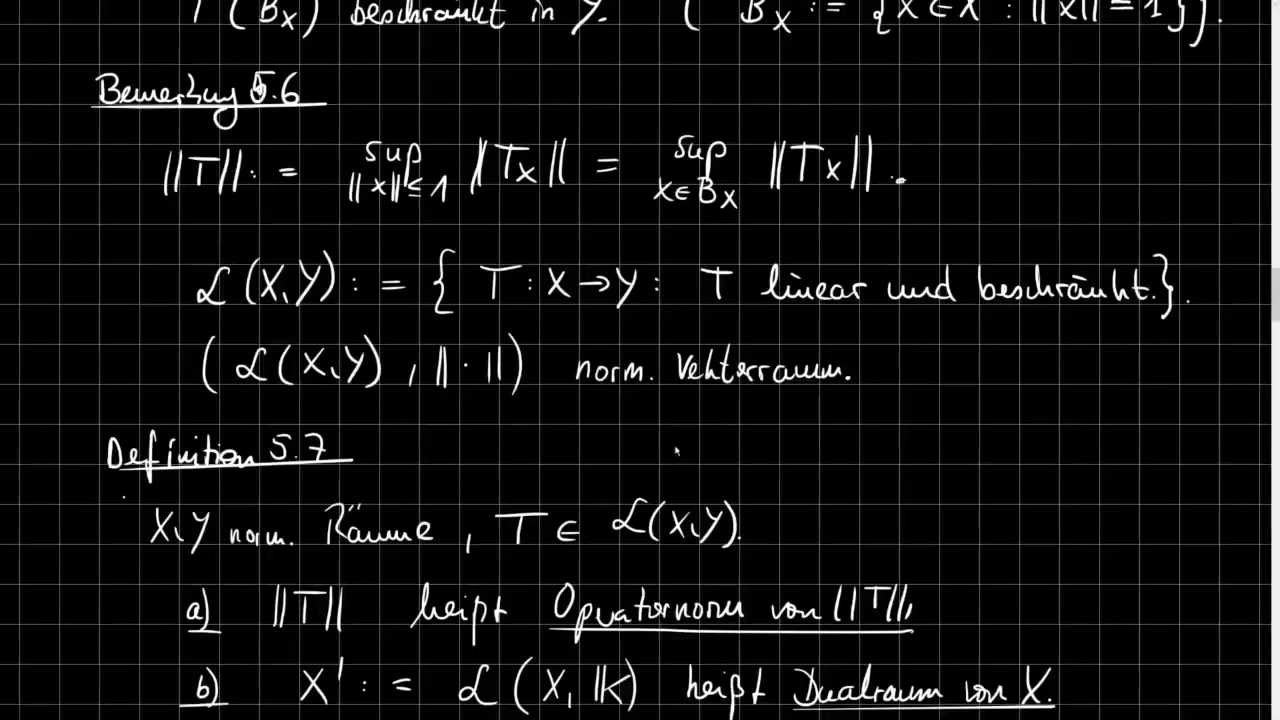 T (B_X) beschränkt in Y. ( B_X := {x ∈ X : ||x|| = 1}).
Bemerkung 5.6
||T|| := sup_{||x|| ≤ 1} ||Tx|| = sup_{x ∈ B_X} ||Tx||.
ℒ(X,Y) := { T : X → Y : T linear und beschränkt.}.
(ℒ(X,Y), ||·||) norm. Vektorraum.
Definition 5.7
X,Y norm. Räume, T ∈ ℒ(X,Y).
a) ||T|| heißt Operatornorm von ||T||,
b) X' := ℒ(X, 𝕂) heißt Dualraum von X.